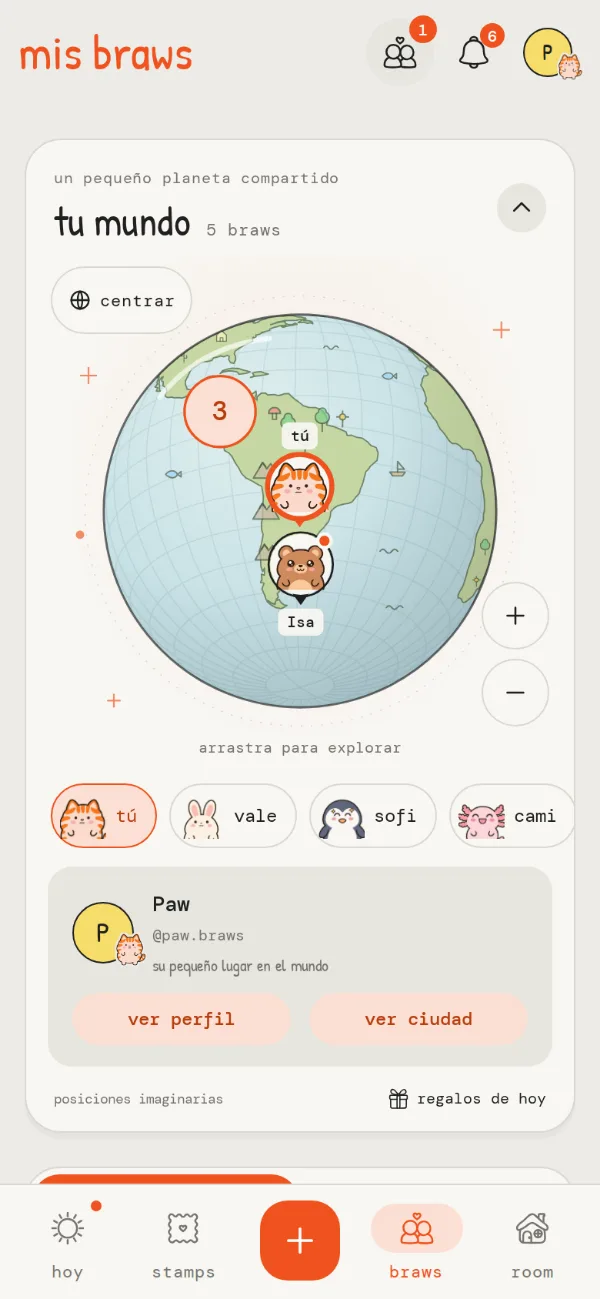 mis braws
1
6
P
un pequeño planeta compartido
tu mundo 5 braws
centrar
3
tú
Isa
+
−
arrastra para explorar
tú vale sofi cami
P
Paw
@paw.braws
su pequeño lugar en el mundo
ver perfil ver ciudad
posiciones imaginarias regalos de hoy
+
hoy stamps braws room